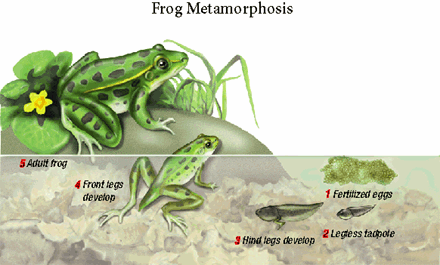 Frog Metamorphosis
5 Adult frog
4 Front legs
develop
1 Fertilized eggs
3 Hind legs develop
2 Legless tadpole